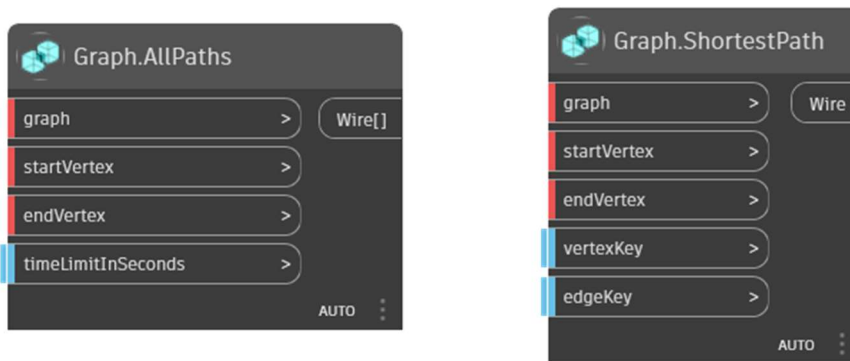 Graph.AllPaths
graph >
Wire[]
startVertex >
endVertex >
timeLimitInSeconds >
AUTO
Graph.ShortestPath
graph >
Wire
startVertex >
endVertex >
vertexKey >
edgeKey >
AUTO